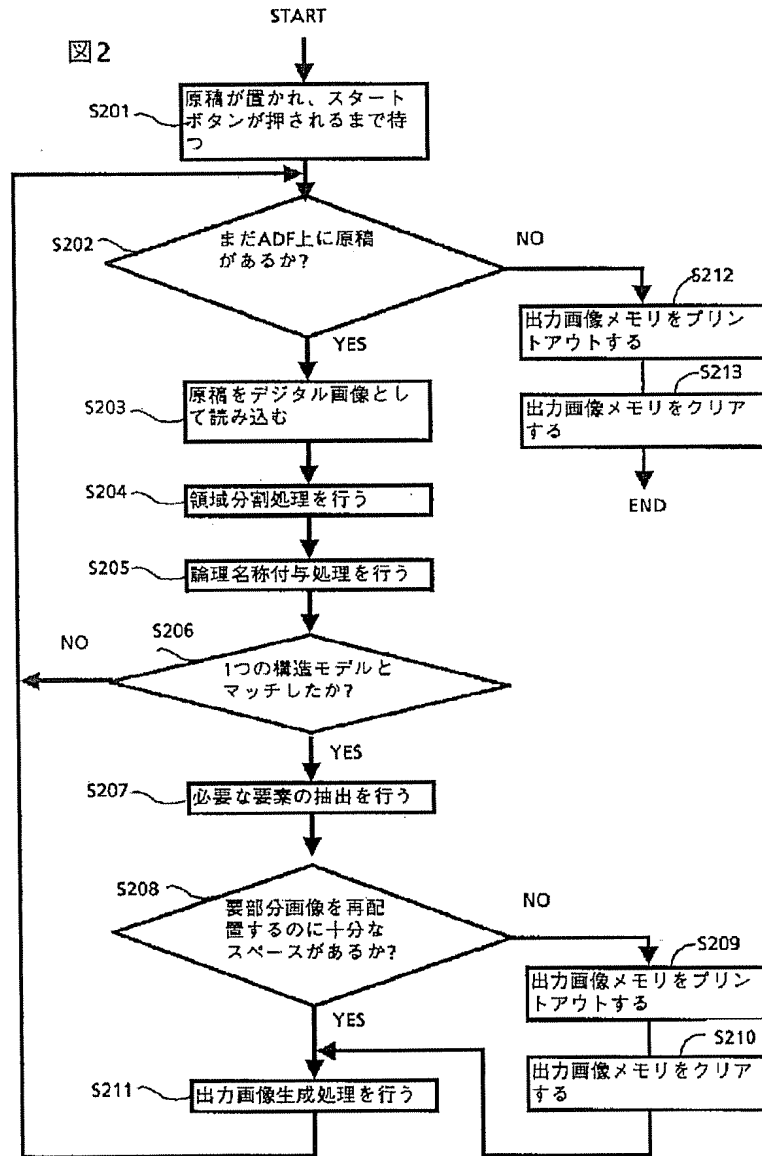 START
図2
S201
原稿が置かれ、スタート
ボタンが押されるまで待
つ
S202
まだADF上に原稿
があるか?
NO
YES
S212
出力画像メモリをプリン
トアウトする
S213
出力画像メモリをクリア
する
END
S203
原稿をデジタル画像とし
て読み込む
S204
領域分割処理を行う
S205
論理名称付与処理を行う
S206
NO
1つの構造モデルと
マッチしたか?
YES
S207
必要な要素の抽出を行う
S208
要部分画像を再配
置するのに十分な
スペースがあるか?
NO
YES
S209
出力画像メモリをプリン
トアウトする
S210
出力画像メモリをクリア
する
S211
出力画像生成処理を行う